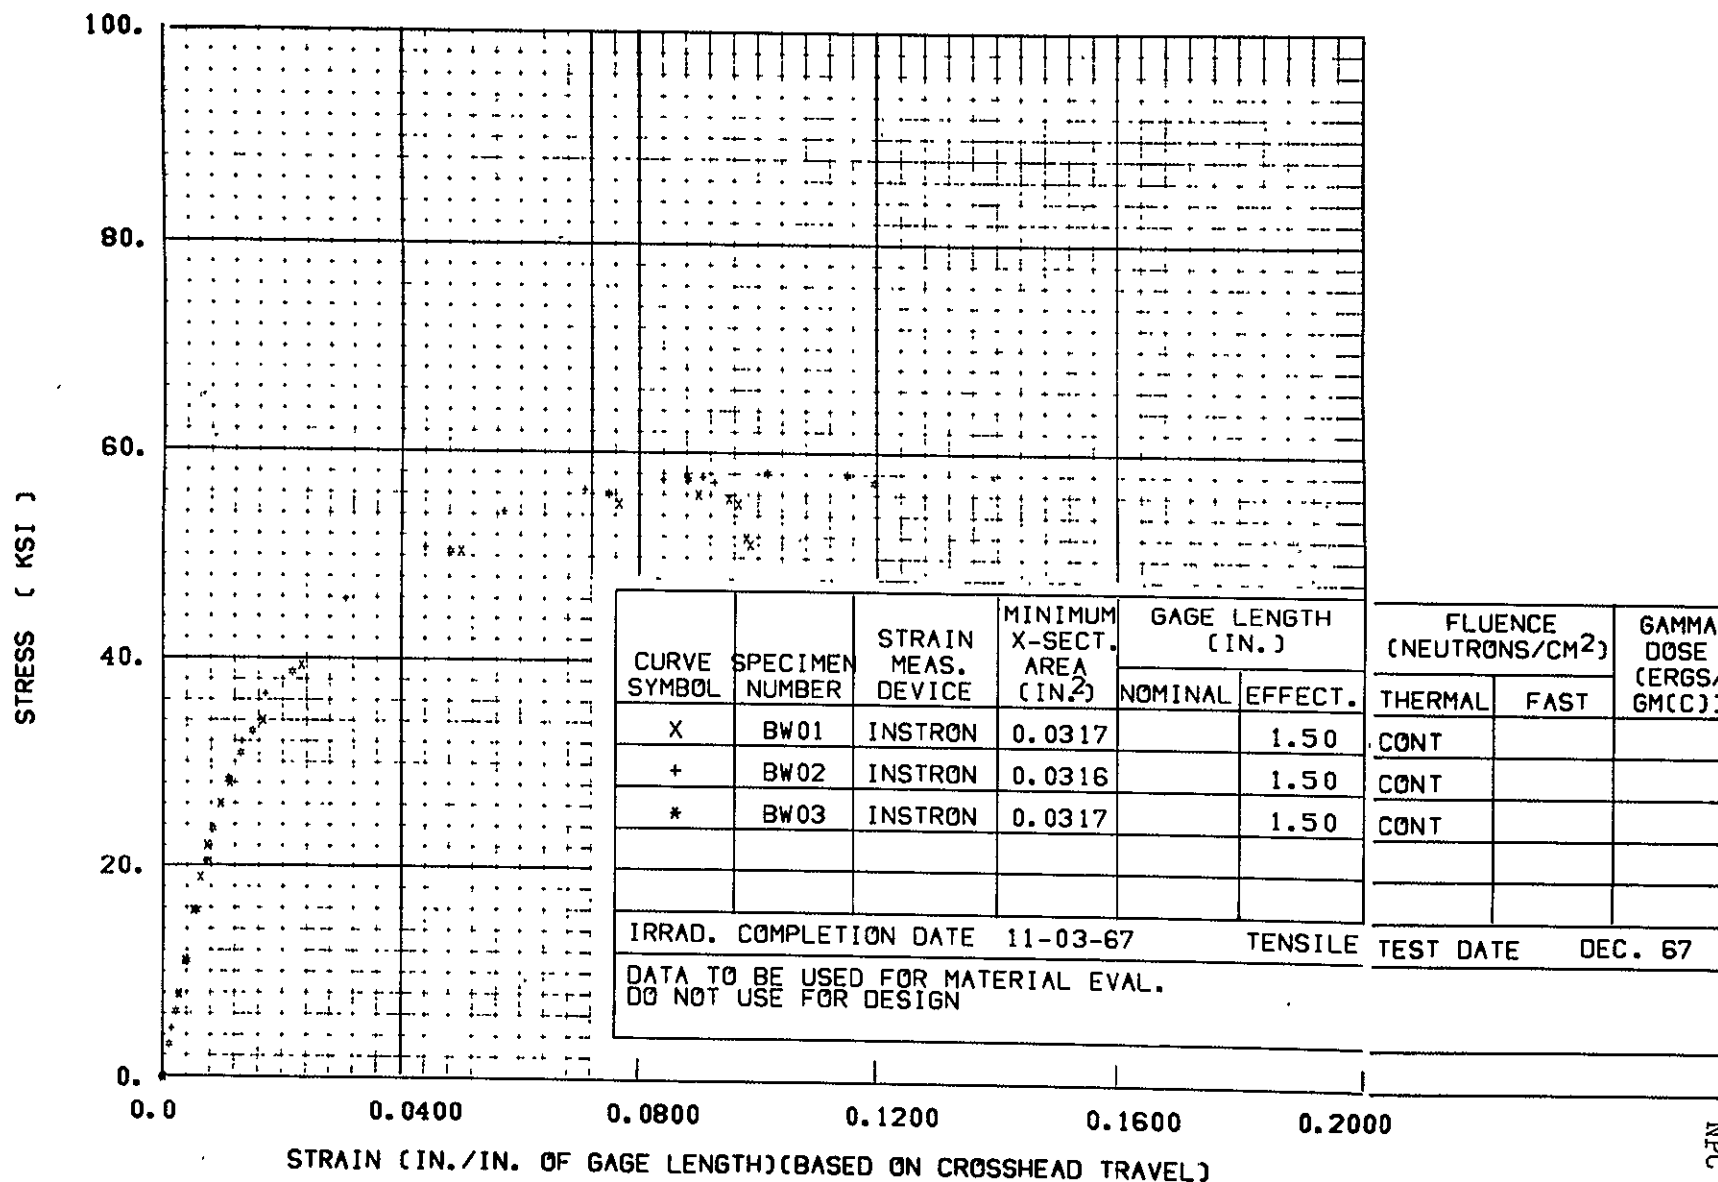 100.
80.
60.
40.
20.
0.
STRESS ( KSI )
0.0 0.0400 0.0800 0.1200 0.1600 0.2000
STRAIN (IN./IN. OF GAGE LENGTH)(BASED ON CROSSHEAD TRAVEL)
CURVE SYMBOL
SPECIMEN NUMBER
STRAIN MEAS. DEVICE
MINIMUM X-SECT. AREA (IN.2)
GAGE LENGTH (IN.)
NOMINAL EFFECT.
FLUENCE (NEUTRONS/CM2)
THERMAL FAST
GAMMA DOSE (ERGS/ GM(C))
X BW01 INSTRON 0.0317 1.50 CONT
+ BW02 INSTRON 0.0316 1.50 CONT
* BW03 INSTRON 0.0317 1.50 CONT
IRRAD. COMPLETION DATE 11-03-67 TENSILE TEST DATE DEC. 67
DATA TO BE USED FOR MATERIAL EVAL.
DO NOT USE FOR DESIGN
NPC